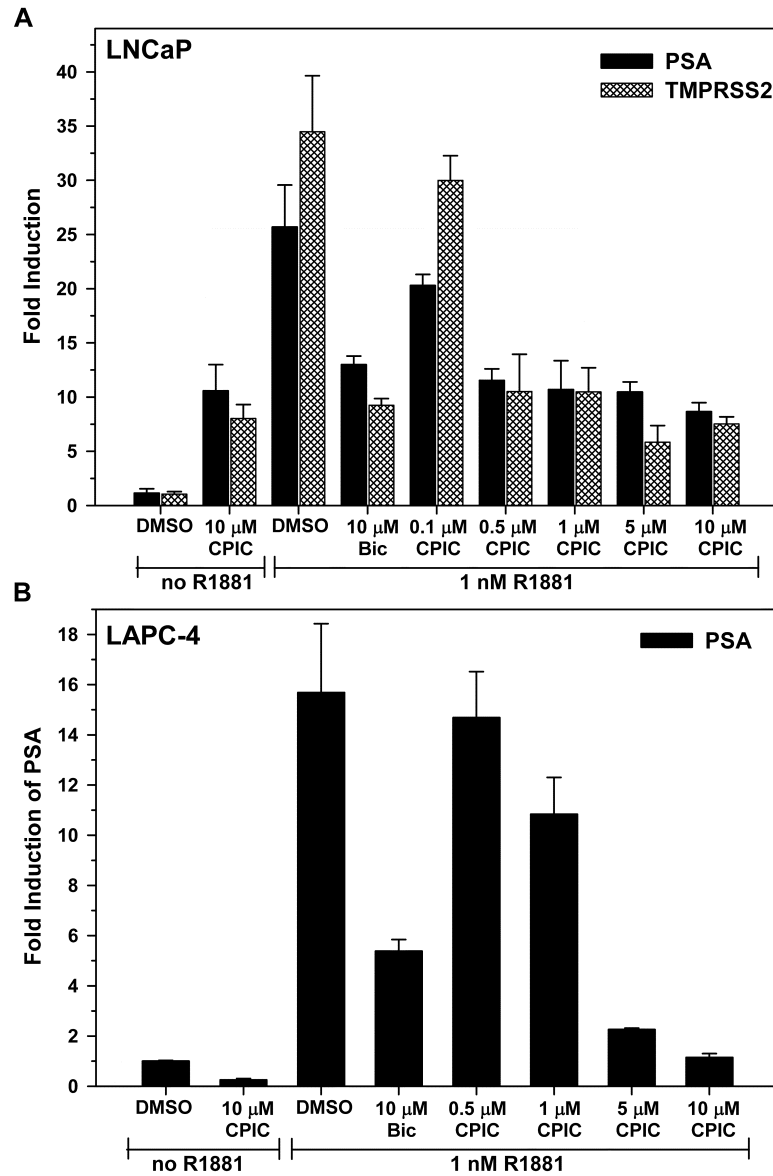 A
LNCaP
PSA
TMPRSS2
Fold Induction
40
35
30
25
20
15
10
5
0
DMSO
10 μM
CPIC
DMSO
10 μM
Bic
0.1 μM
CPIC
0.5 μM
CPIC
1 μM
CPIC
5 μM
CPIC
10 μM
CPIC
no R1881
1 nM R1881
B
LAPC-4
PSA
Fold Induction of PSA
18
16
14
12
10
8
6
4
2
0
DMSO
10 μM
CPIC
DMSO
10 μM
Bic
0.5 μM
CPIC
1 μM
CPIC
5 μM
CPIC
10 μM
CPIC
no R1881
1 nM R1881